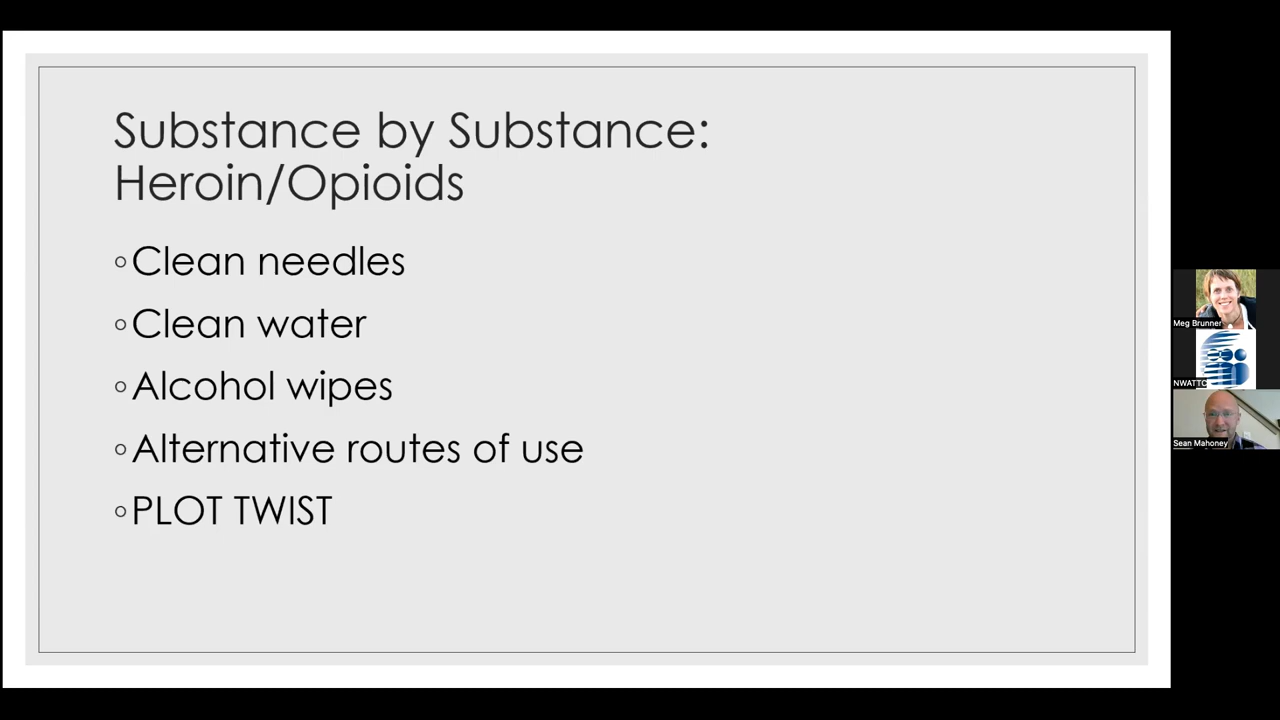 Substance by Substance:
Heroin/Opioids
◦Clean needles
◦Clean water
◦Alcohol wipes
◦Alternative routes of use
◦PLOT TWIST
Meg Brunner
NWATTC
Sean Mahoney